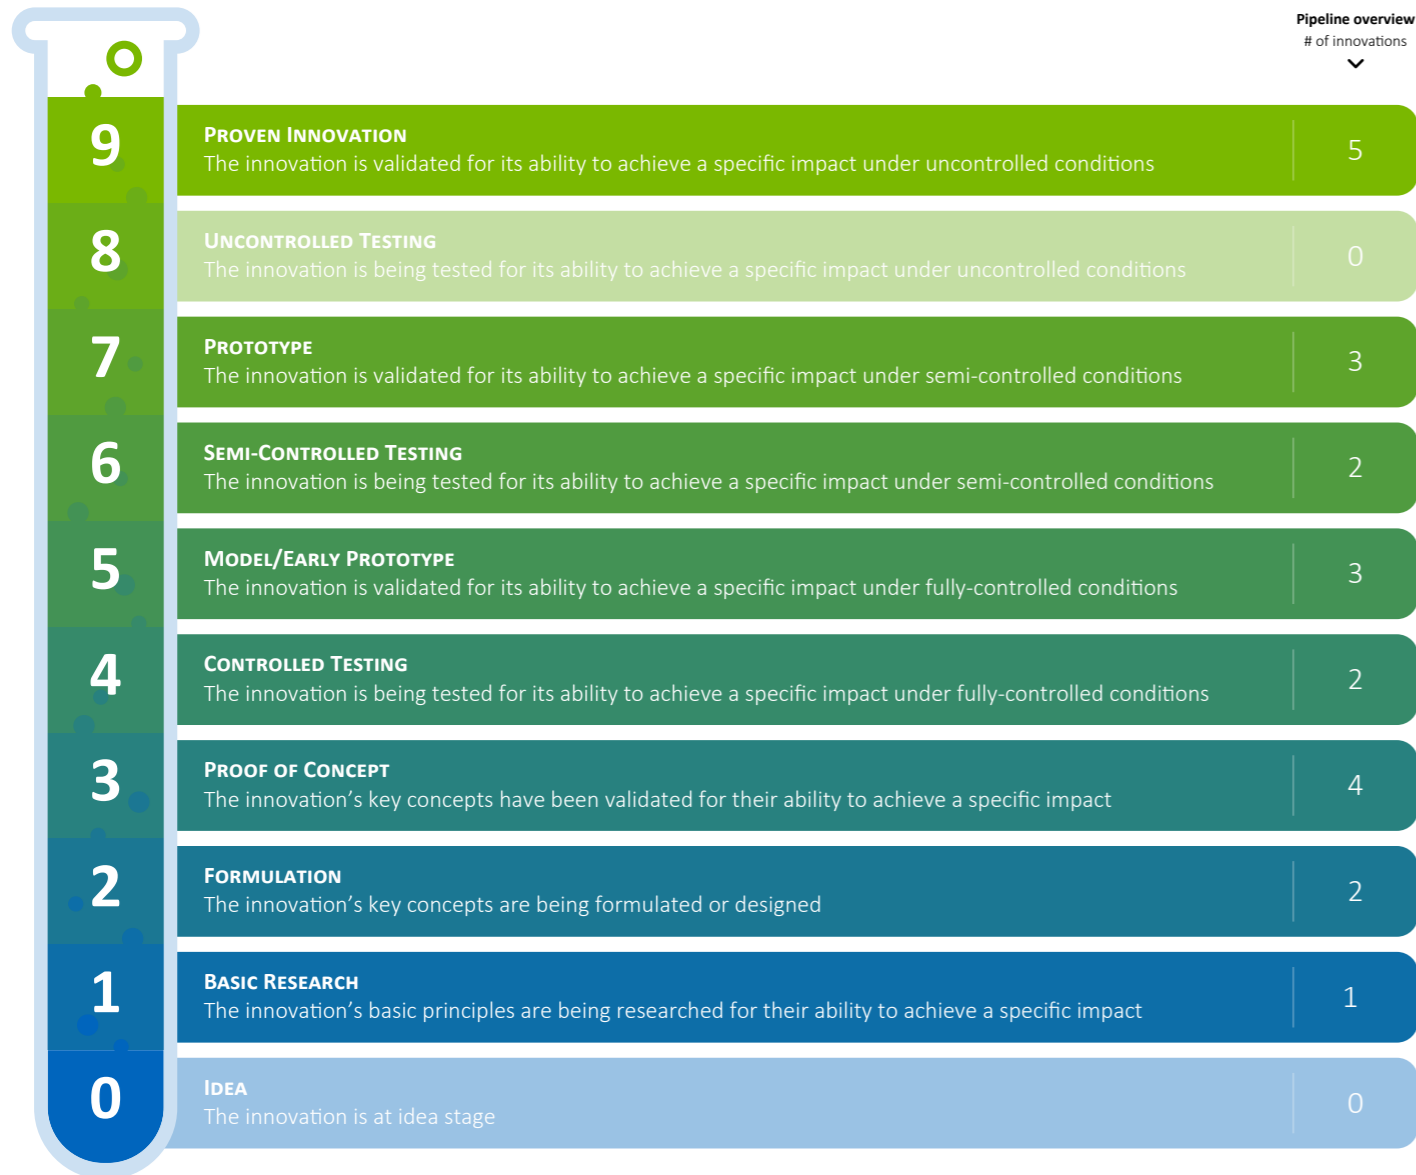 Pipeline overview
# of innovations
9
PROVEN INNOVATION
The innovation is validated for its ability to achieve a specific impact under uncontrolled conditions
5
8
UNCONTROLLED TESTING
The innovation is being tested for its ability to achieve a specific impact under uncontrolled conditions
0
7
PROTOTYPE
The innovation is validated for its ability to achieve a specific impact under semi-controlled conditions
3
6
SEMI-CONTROLLED TESTING
The innovation is being tested for its ability to achieve a specific impact under semi-controlled conditions
2
5
MODEL/EARLY PROTOTYPE
The innovation is validated for its ability to achieve a specific impact under fully-controlled conditions
3
4
CONTROLLED TESTING
The innovation is being tested for its ability to achieve a specific impact under fully-controlled conditions
2
3
PROOF OF CONCEPT
The innovation’s key concepts have been validated for their ability to achieve a specific impact
4
2
FORMULATION
The innovation’s key concepts are being formulated or designed
2
1
BASIC RESEARCH
The innovation’s basic principles are being researched for their ability to achieve a specific impact
1
0
IDEA
The innovation is at idea stage
0